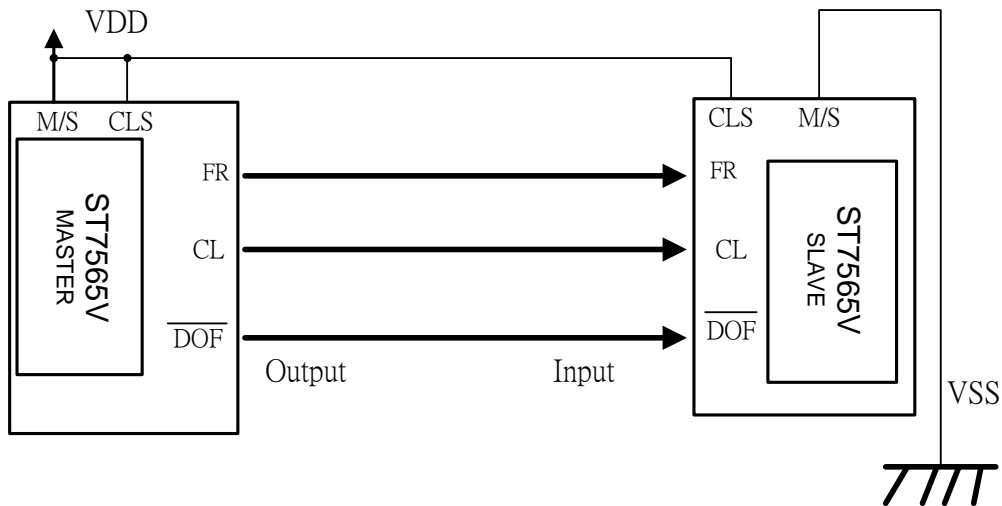 VDD
M/S CLS
FR
CL
DOF
ST7565V
MASTER
Output
Input
CLS M/S
FR
CL
DOF
ST7565V
SLAVE
VSS